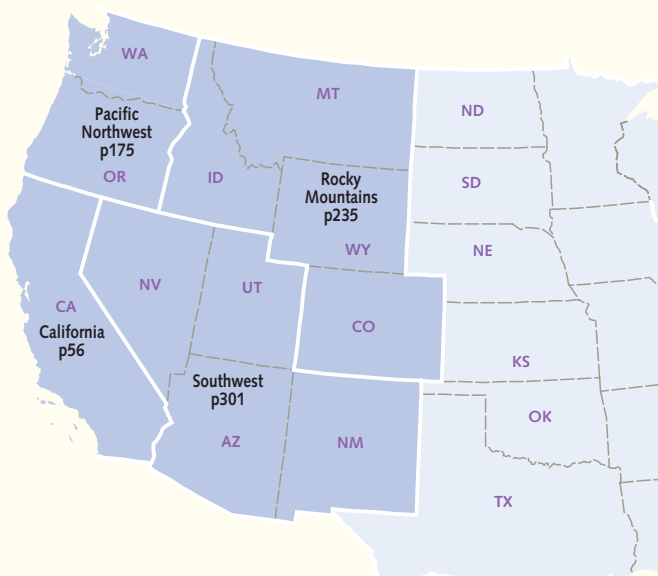 WA
MT
ND
Pacific
Northwest
p175
OR
ID
SD
Rocky
Mountains
p235
WY
NE
NV
UT
CA
California
p56
CO
KS
Southwest
p301
AZ
NM
OK
TX